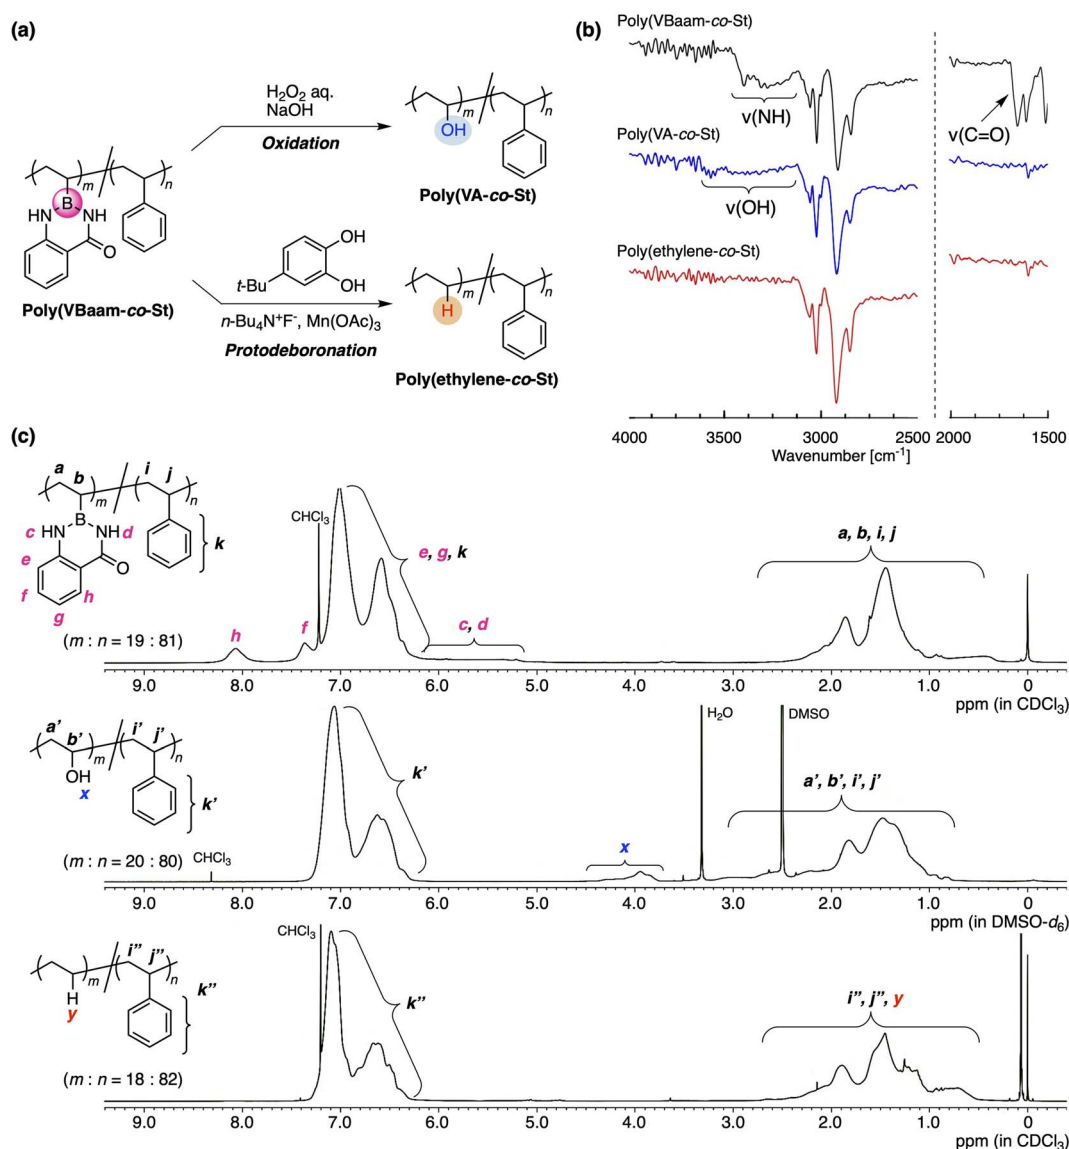 (a)
H₂O₂ aq.
NaOH
Oxidation
m
n
OH
Poly(VA-co-St)
m
n
B
HN
NH
O
Poly(VBaam-co-St)
OH
OH
t-Bu
n-Bu₄N⁺F⁻, Mn(OAc)₃
Protodeboronation
m
n
H
Poly(ethylene-co-St)
(b)
Poly(VBaam-co-St)
ν(NH)
ν(C=O)
Poly(VA-co-St)
ν(OH)
Poly(ethylene-co-St)
4000 3500 3000 2500 2000 1500
Wavenumber [cm⁻¹]
(c)
a b i j
m
n
B
c HN NH d
O
k
e
f
g
h
(m : n = 19 : 81)
h
f
CHCl₃
e, g, k
c, d
a, b, i, j
9.0 8.0 7.0 6.0 5.0 4.0 3.0 2.0 1.0 0
ppm (in CDCl₃)
a' b' i' j'
m
n
OH
x
k'
(m : n = 20 : 80)
CHCl₃
k'
x
H₂O
DMSO
a', b', i', j'
9.0 8.0 7.0 6.0 5.0 4.0 3.0 2.0 1.0 0
ppm (in DMSO-d₆)
i'' j''
m
n
H
y
k''
(m : n = 18 : 82)
CHCl₃
k''
i'', j'', y
9.0 8.0 7.0 6.0 5.0 4.0 3.0 2.0 1.0 0
ppm (in CDCl₃)